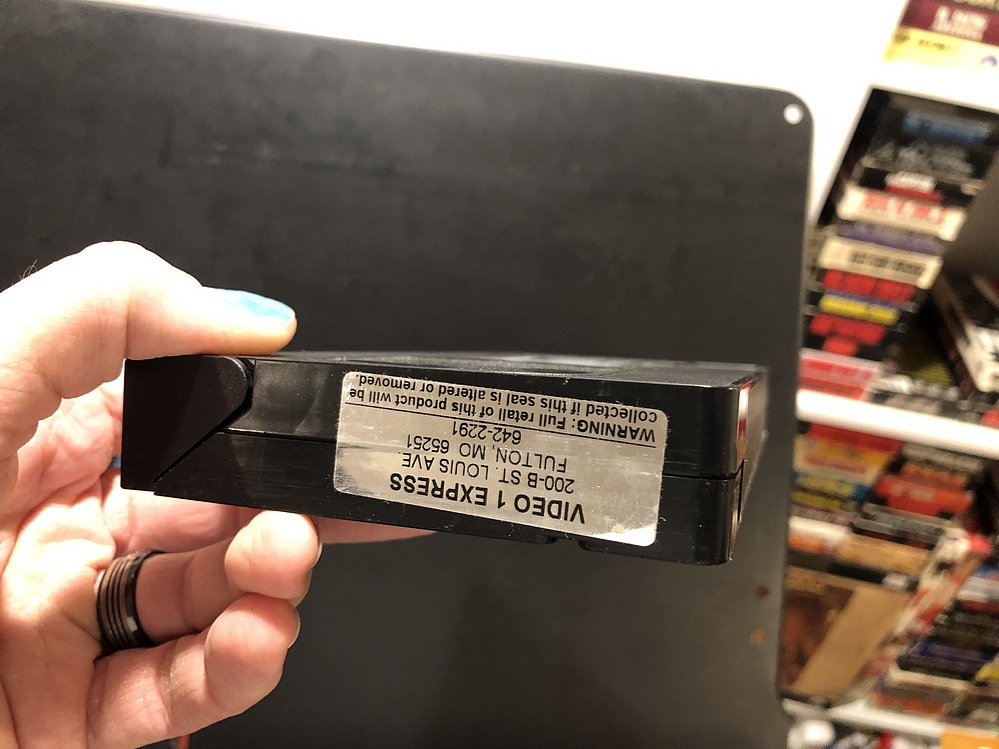 VIDEO 1 EXPRESS
200-B ST. LOUIS AVE.
FULTON, MO 65251
642-2291
WARNING: Full retail of this product will be
collected if this seal is altered or removed.